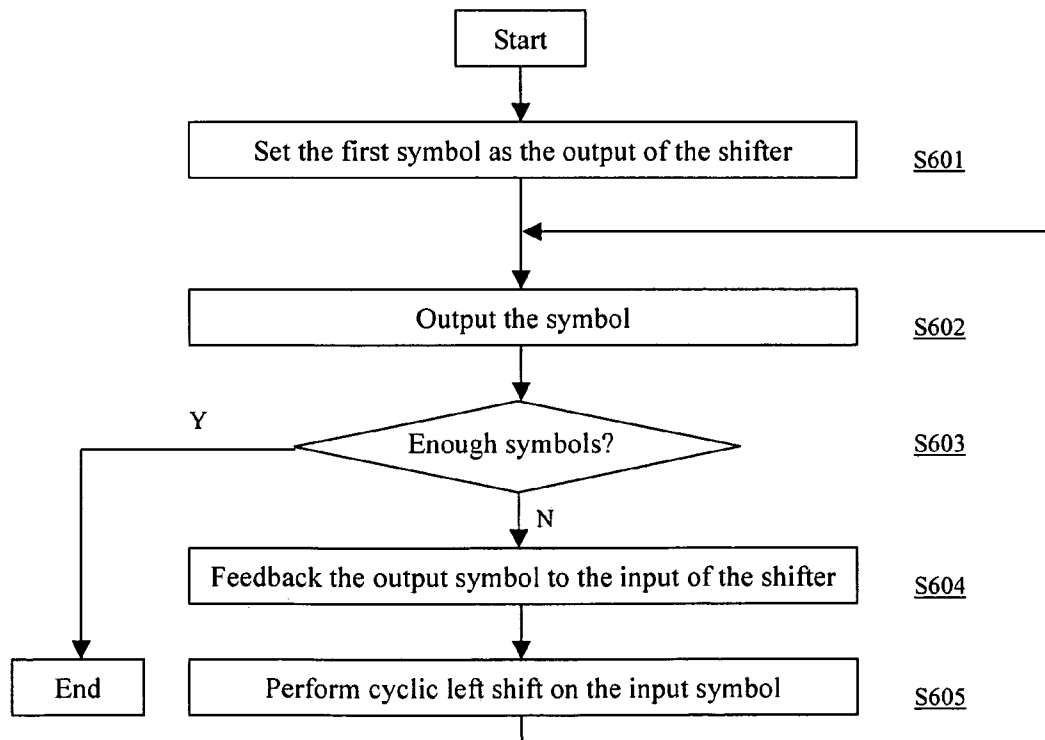 Start
Set the first symbol as the output of the shifter
S601
Output the symbol
S602
Y
Enough symbols?
S603
N
Feedback the output symbol to the input of the shifter
S604
End
Perform cyclic left shift on the input symbol
S605